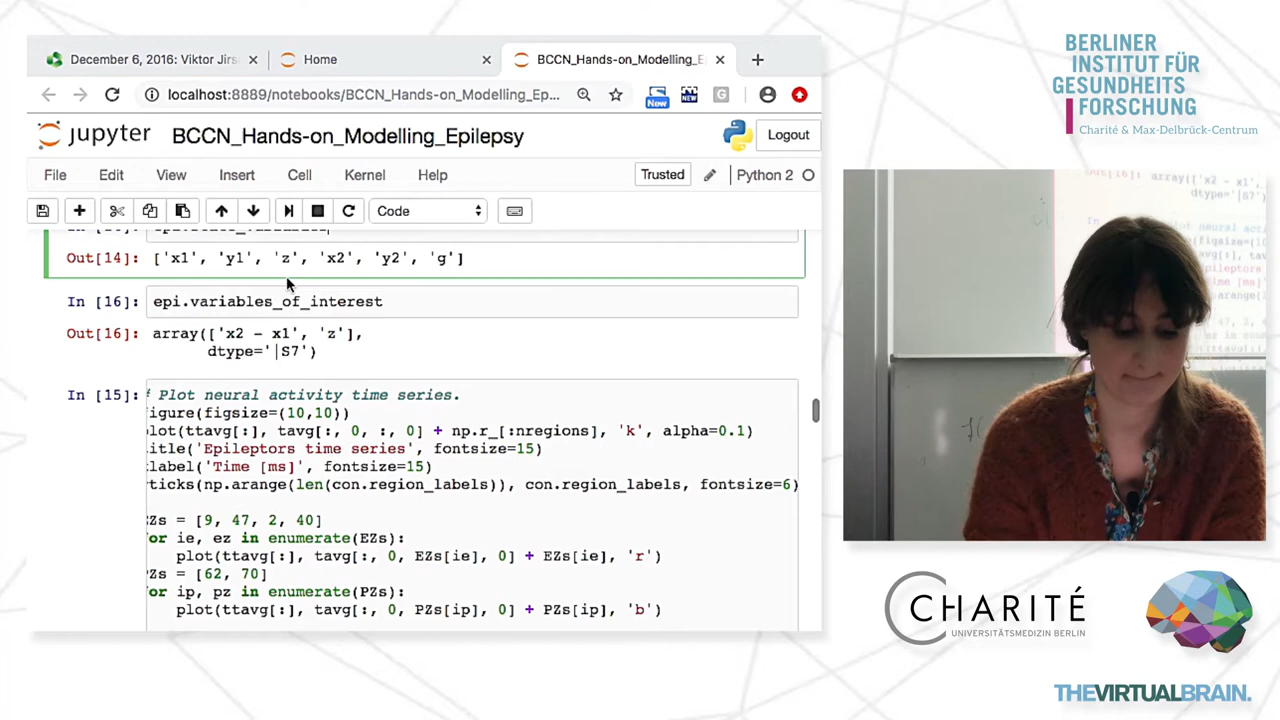 December 6, 2016: Viktor Jirs
Home
BCCN_Hands-on_Modelling_E
localhost:8889/notebooks/BCCN_Hands-on_Modelling_Ep...
New
NEW
G
jupyter
BCCN_Hands-on_Modelling_Epilepsy
Logout
File Edit View Insert Cell Kernel Help
Trusted
Python 2
Code
Out[14]: ['x1', 'y1', 'z', 'x2', 'y2', 'g']
In [16]: epi.variables_of_interest
Out[16]: array(['x2 - x1', 'z'],
dtype='|S7')
In [15]: # Plot neural activity time series.
igure(figsize=(10,10))
lot(ttavg[:], tavg[:, 0, :, 0] + np.r_[:nregions], 'k', alpha=0.1)
itle('Epileptors time series', fontsize=15)
label('Time [ms]', fontsize=15)
ticks(np.arange(len(con.region_labels)), con.region_labels, fontsize=6)
Zs = [9, 47, 2, 40]
or ie, ez in enumerate(EZs):
plot(ttavg[:], tavg[:, 0, EZs[ie], 0] + EZs[ie], 'r')
Zs = [62, 70]
or ip, pz in enumerate(PZs):
plot(ttavg[:], tavg[:, 0, PZs[ip], 0] + PZs[ip], 'b')
BERLINER
INSTITUT FÜR
GESUNDHEITS
FORSCHUNG
Charité & Max-Delbrück-Centrum
CHARITÉ
UNIVERSITÄTSMEDIZIN BERLIN
THEVIRTUALBRAIN.